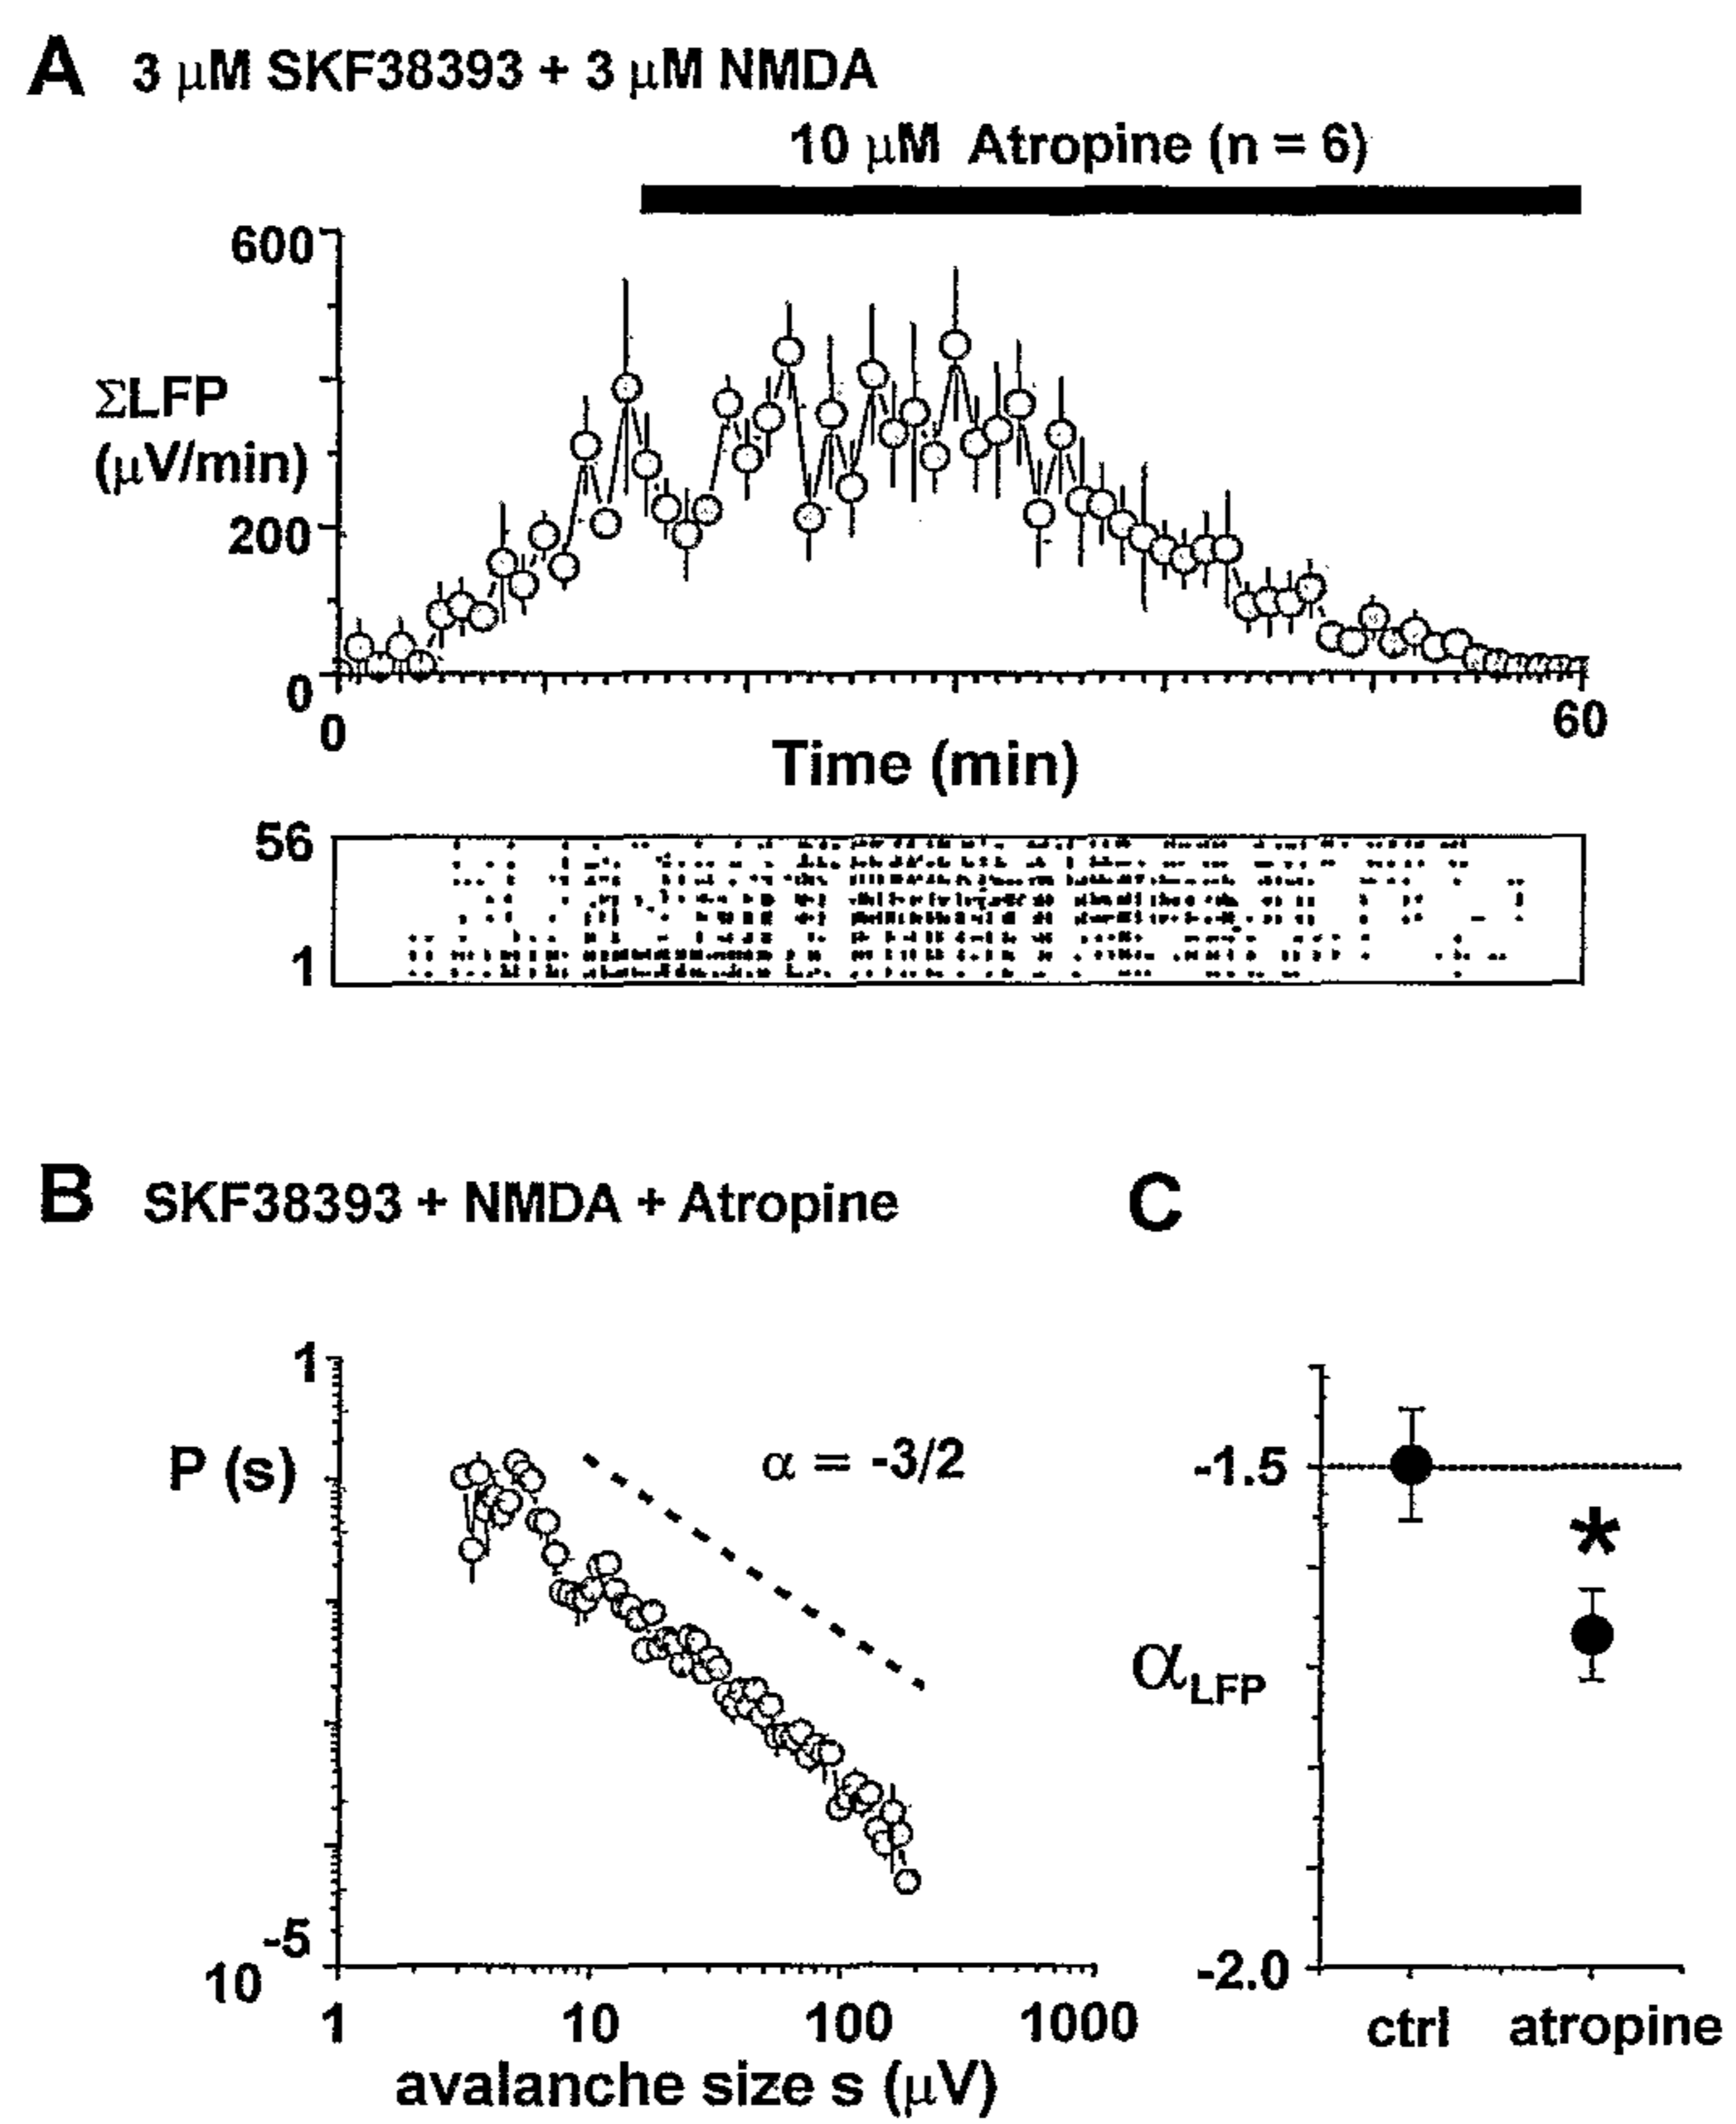 A 3 μM SKF38393 + 3 μM NMDA
10 μM Atropine (n = 6)
600
ΣLFP
(μV/min)
200
0
0
60
Time (min)
56
1
B SKF38393 + NMDA + Atropine
C
1
P (s)
α = -3/2
-1.5
*
αLFP
-5
10
-2.0
1
10
100
1000
ctrl
atropine
avalanche size s (μV)